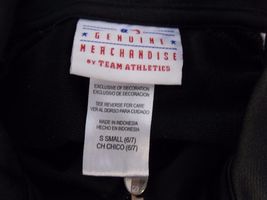 GENUINE
MERCHANDISE
BY TEAM ATHLETICS
EXCLUSIVE OF DECORATION
EXCLUSIVO DE DECORACION
SEE REVERSE FOR CARE
VER AL DORSO PARA CUIDADO
MADE IN INDONESIA
HECHO EN INDONESIA
S SMALL (6/7)
CH CHICO (6/7)